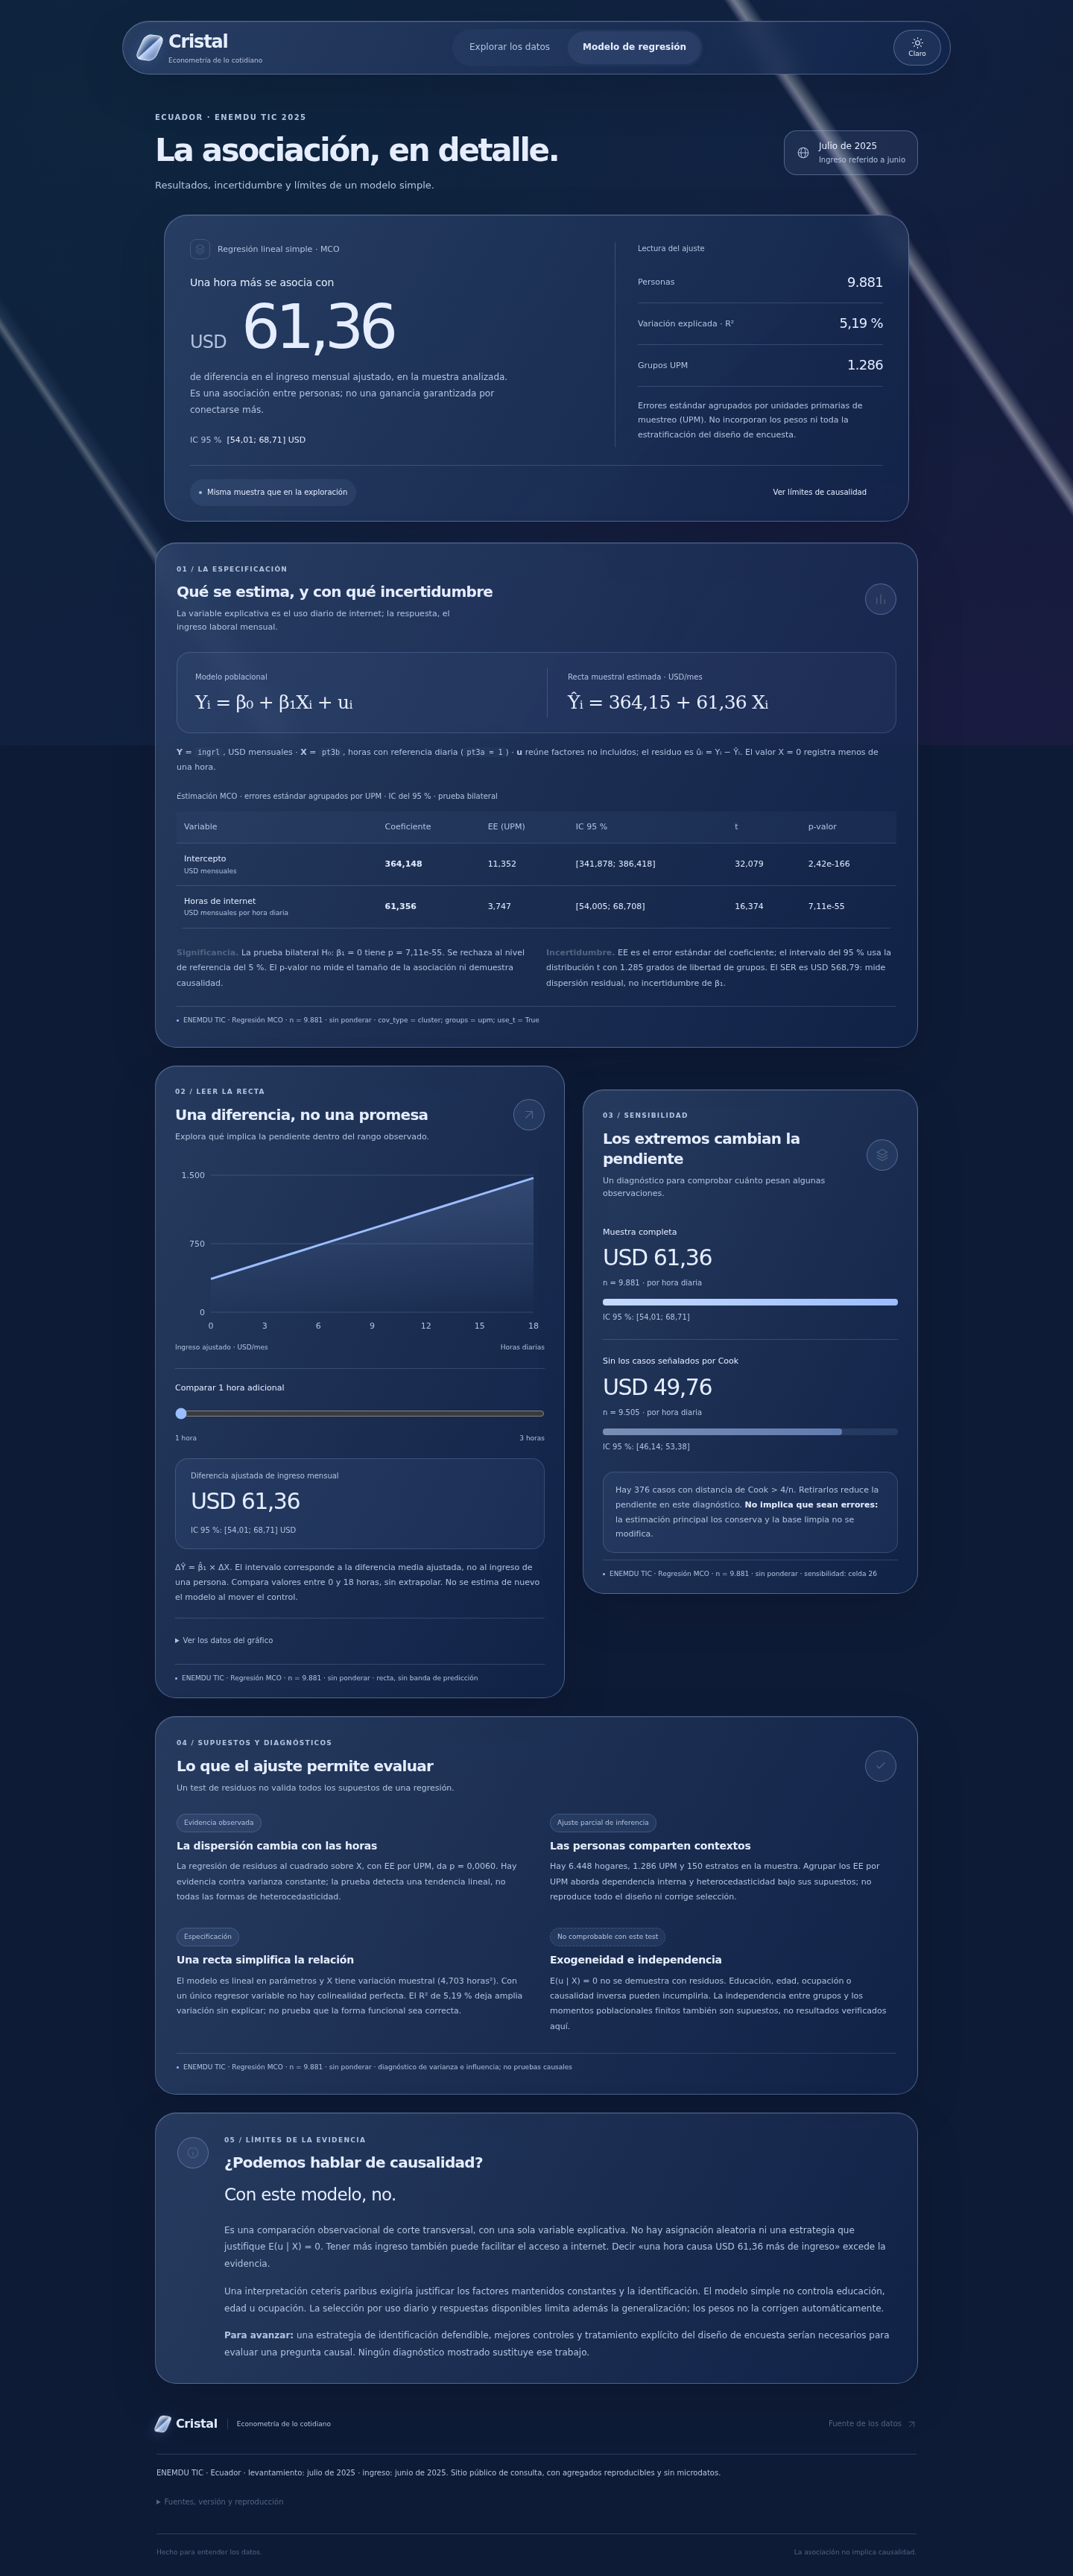 Cristal
Econometría de lo cotidiano
Explorar los datos
Modelo de regresión
Claro
ECUADOR · ENEMDU TIC 2025
La asociación, en detalle.
Resultados, incertidumbre y límites de un modelo simple.
Julio de 2025
Ingreso referido a junio
Regresión lineal simple · MCO
Una hora más se asocia con
USD 61,36
de diferencia en el ingreso mensual ajustado, en la muestra analizada.
Es una asociación entre personas; no una ganancia garantizada por
conectarse más.
IC 95 % [54,01; 68,71] USD
Lectura del ajuste
Personas 9.881
Variación explicada · R² 5,19 %
Grupos UPM 1.286
Errores estándar agrupados por unidades primarias de
muestreo (UPM). No incorporan los pesos ni toda la
estratificación del diseño de encuesta.
Misma muestra que en la exploración
Ver límites de causalidad
01 / LA ESPECIFICACIÓN
Qué se estima, y con qué incertidumbre
La variable explicativa es el uso diario de internet; la respuesta, el
ingreso laboral mensual.
Modelo poblacional
Yᵢ = β₀ + β₁Xᵢ + uᵢ
Recta muestral estimada · USD/mes
Ŷᵢ = 364,15 + 61,36 Xᵢ
Y = ingrl, USD mensuales · X = pt3b, horas con referencia diaria (pt3a = 1) · u reúne factores no incluidos; el residuo es ûᵢ = Yᵢ − Ŷᵢ. El valor X = 0 registra menos de
una hora.
Estimación MCO · errores estándar agrupados por UPM · IC del 95 % · prueba bilateral
Variable Coeficiente EE (UPM) IC 95 % t p-valor
Intercepto 364,148 11,352 [341,878; 386,418] 32,079 2,42e-166
USD mensuales
Horas de internet 61,356 3,747 [54,005; 68,708] 16,374 7,11e-55
USD mensuales por hora diaria
Significancia. La prueba bilateral H₀: β₁ = 0 tiene p = 7,11e-55. Se rechaza al nivel
de referencia del 5 %. El p-valor no mide el tamaño de la asociación ni demuestra
causalidad.
Incertidumbre. EE es el error estándar del coeficiente; el intervalo del 95 % usa la
distribución t con 1.285 grados de libertad de grupos. El SER es USD 568,79: mide
dispersión residual, no incertidumbre de β₁.
ENEMDU TIC · Regresión MCO · n = 9.881 · sin ponderar · cov_type = cluster; groups = upm; use_t = True
02 / LEER LA RECTA
Una diferencia, no una promesa
Explora qué implica la pendiente dentro del rango observado.
1.500
750
0
0 3 6 9 12 15 18
Ingreso ajustado · USD/mes
Horas diarias
Comparar 1 hora adicional
1 hora
3 horas
Diferencia ajustada de ingreso mensual
USD 61,36
IC 95 %: [54,01; 68,71] USD
ΔŶ = β̂₁ × ΔX. El intervalo corresponde a la diferencia media ajustada, no al ingreso de
una persona. Compara valores entre 0 y 18 horas, sin extrapolar. No se estima de nuevo
el modelo al mover el control.
Ver los datos del gráfico
ENEMDU TIC · Regresión MCO · n = 9.881 · sin ponderar · recta, sin banda de predicción
03 / SENSIBILIDAD
Los extremos cambian la
pendiente
Un diagnóstico para comprobar cuánto pesan algunas
observaciones.
Muestra completa
USD 61,36
n = 9.881 · por hora diaria
IC 95 %: [54,01; 68,71]
Sin los casos señalados por Cook
USD 49,76
n = 9.505 · por hora diaria
IC 95 %: [46,14; 53,38]
Hay 376 casos con distancia de Cook > 4/n. Retirarlos reduce la
pendiente en este diagnóstico. No implica que sean errores:
la estimación principal los conserva y la base limpia no se
modifica.
ENEMDU TIC · Regresión MCO · n = 9.881 · sin ponderar · sensibilidad: celda 26
04 / SUPUESTOS Y DIAGNÓSTICOS
Lo que el ajuste permite evaluar
Un test de residuos no valida todos los supuestos de una regresión.
Evidencia observada
La dispersión cambia con las horas
La regresión de residuos al cuadrado sobre X, con EE por UPM, da p = 0,0060. Hay
evidencia contra varianza constante; la prueba detecta una tendencia lineal, no
todas las formas de heterocedasticidad.
Ajuste parcial de inferencia
Las personas comparten contextos
Hay 6.448 hogares, 1.286 UPM y 150 estratos en la muestra. Agrupar los EE por
UPM aborda dependencia interna y heterocedasticidad bajo sus supuestos; no
reproduce todo el diseño ni corrige selección.
Especificación
Una recta simplifica la relación
El modelo es lineal en parámetros y X tiene variación muestral (4,703 horas²). Con
un único regresor variable no hay colinealidad perfecta. El R² de 5,19 % deja amplia
variación sin explicar; no prueba que la forma funcional sea correcta.
No comprobable con este test
Exogeneidad e independencia
E(u | X) = 0 no se demuestra con residuos. Educación, edad, ocupación o
causalidad inversa pueden incumplirla. La independencia entre grupos y los
momentos poblacionales finitos también son supuestos, no resultados verificados
aquí.
ENEMDU TIC · Regresión MCO · n = 9.881 · sin ponderar · diagnóstico de varianza e influencia; no pruebas causales
05 / LÍMITES DE LA EVIDENCIA
¿Podemos hablar de causalidad?
Con este modelo, no.
Es una comparación observacional de corte transversal, con una sola variable explicativa. No hay asignación aleatoria ni una estrategia que
justifique E(u | X) = 0. Tener más ingreso también puede facilitar el acceso a internet. Decir «una hora causa USD 61,36 más de ingreso» excede la
evidencia.
Una interpretación ceteris paribus exigiría justificar los factores mantenidos constantes y la identificación. El modelo simple no controla educación,
edad u ocupación. La selección por uso diario y respuestas disponibles limita además la generalización; los pesos no la corrigen automáticamente.
Para avanzar: una estrategia de identificación defendible, mejores controles y tratamiento explícito del diseño de encuesta serían necesarios para
evaluar una pregunta causal. Ningún diagnóstico mostrado sustituye ese trabajo.
Cristal
Econometría de lo cotidiano
Fuente de los datos
ENEMDU TIC · Ecuador · levantamiento: julio de 2025 · ingreso: junio de 2025. Sitio público de consulta, con agregados reproducibles y sin microdatos.
Fuentes, versión y reproducción
Hecho para entender los datos.
La asociación no implica causalidad.